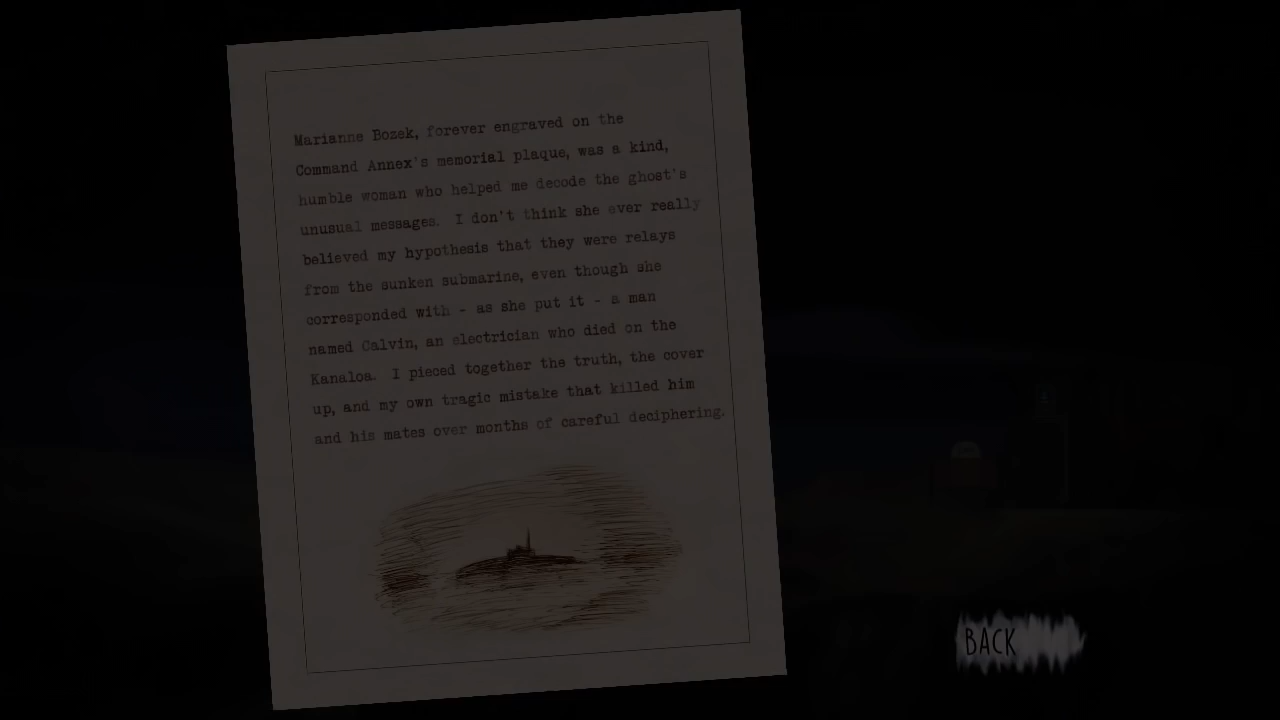 Marianne Bozek, forever engraved on the
Command Annex's memorial plaque, was a kind,
humble woman who helped me decode the ghost's
unusual messages.  I don't think she ever really
believed my hypothesis that they were relays
from the sunken submarine, even though she
corresponded with - as she put it - a man
named Calvin, an electrician who died on the
Kanaloa.  I pieced together the truth, the cover
up, and my own tragic mistake that killed him
and his mates over months of careful deciphering.
BACK